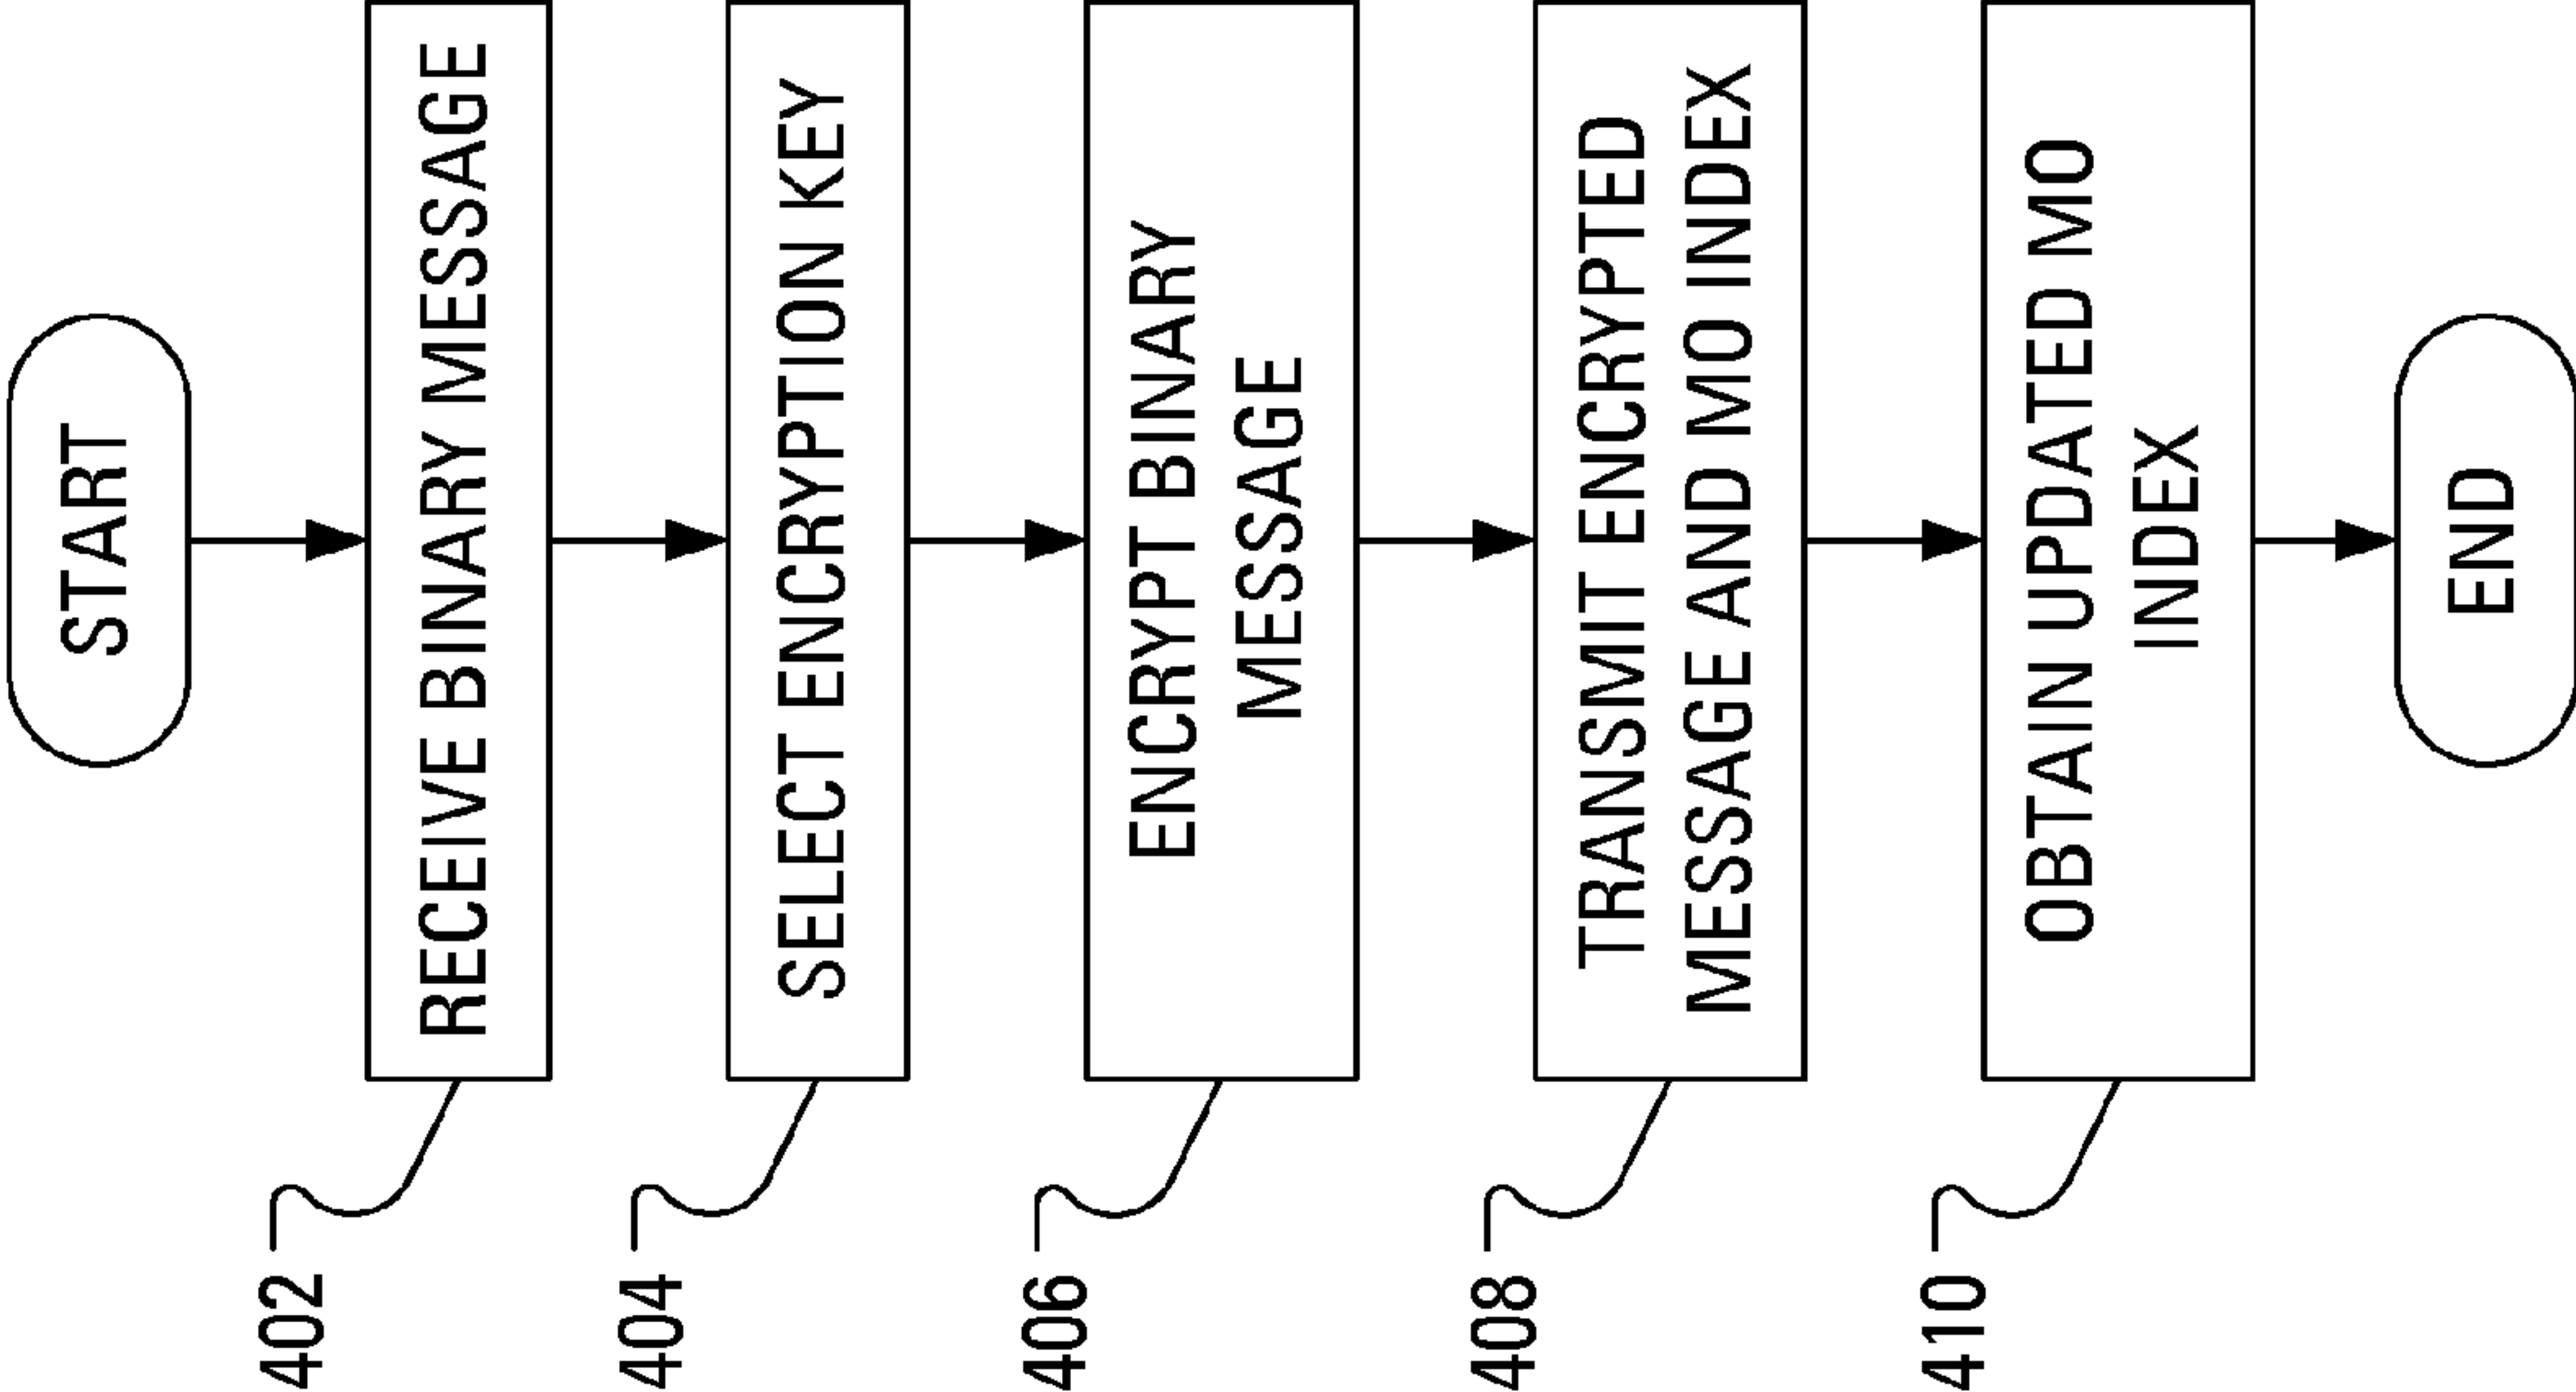 START
402
RECEIVE BINARY MESSAGE
404
SELECT ENCRYPTION KEY
406
ENCRYPT BINARY
MESSAGE
408
TRANSMIT ENCRYPTED
MESSAGE AND MO INDEX
410
OBTAIN UPDATED MO
INDEX
END